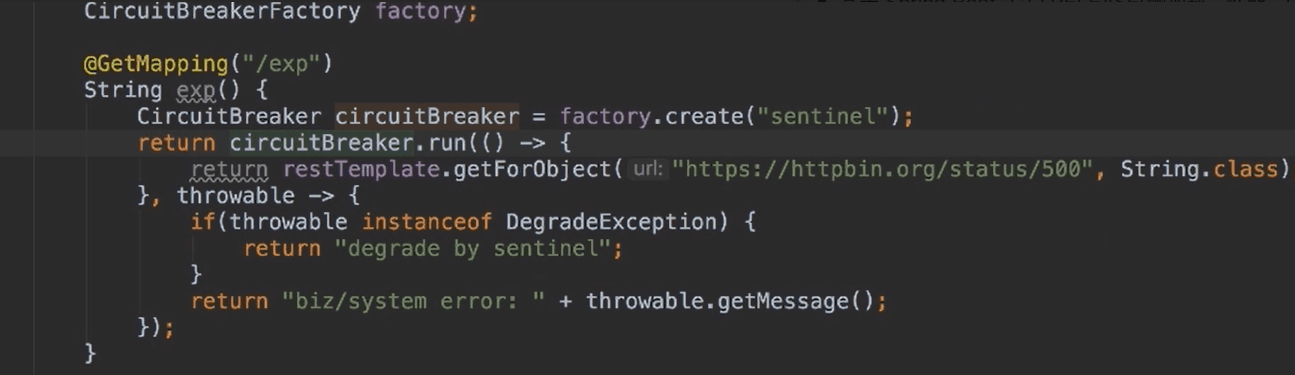 CircuitBreakerFactory factory;
@GetMapping("/exp")
String exp() {
CircuitBreaker circuitBreaker = factory.create("sentinel");
return circuitBreaker.run(() -> {
return restTemplate.getForObject( url: "https://httpbin.org/status/500", String.class)
}, throwable -> {
if(throwable instanceof DegradeException) {
return "degrade by sentinel";
}
return "biz/system error: " + throwable.getMessage();
});
}